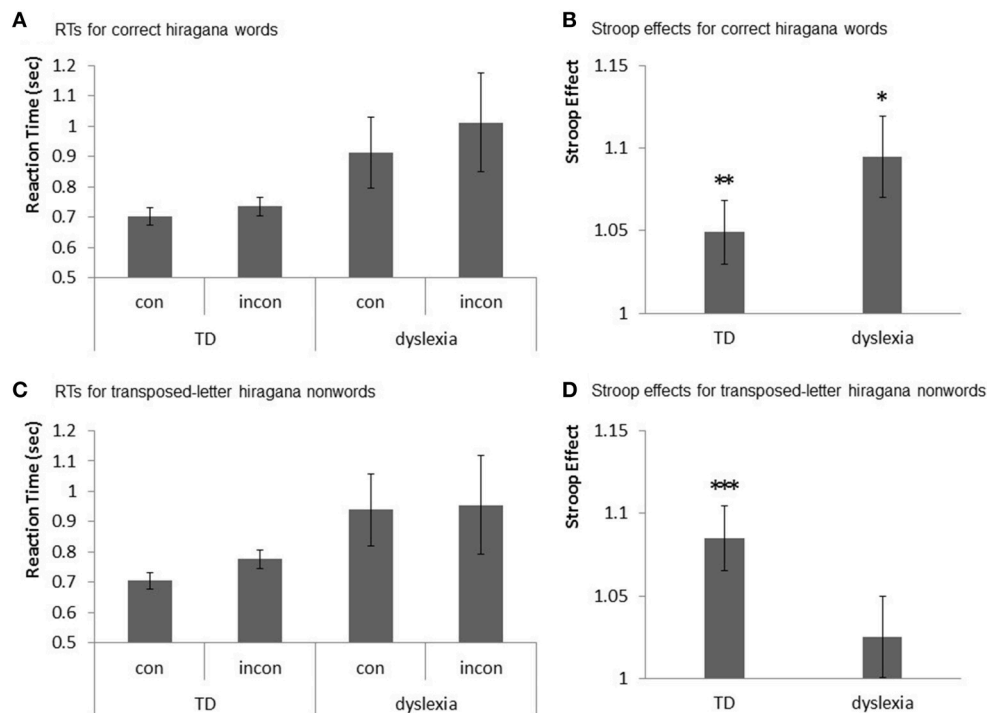 A RTs for correct hiragana words
Reaction Time (sec)
1.2
1.1
1
0.9
0.8
0.7
0.6
0.5
con incon con incon
TD dyslexia
B Stroop effects for correct hiragana words
Stroop Effect
1.15
1.1
1.05
1
** *
TD dyslexia
C RTs for transposed-letter hiragana nonwords
Reaction Time (sec)
1.2
1.1
1
0.9
0.8
0.7
0.6
0.5
con incon con incon
TD dyslexia
D Stroop effects for transposed-letter hiragana nonwords
Stroop Effect
1.15
1.1
1.05
1
***
TD dyslexia